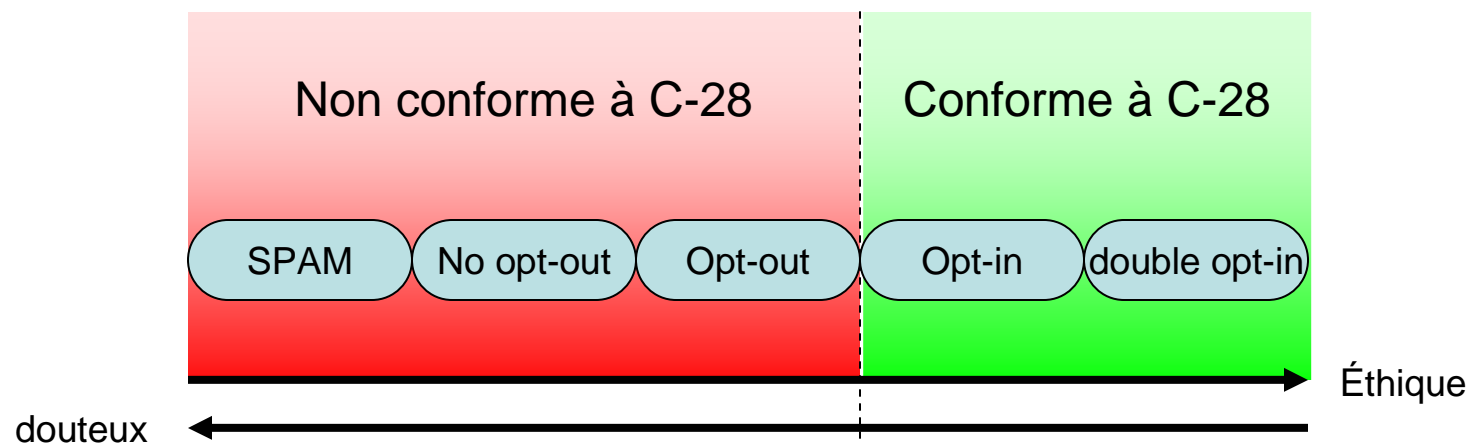 Non conforme à C-28
Conforme à C-28
SPAM
No opt-out
Opt-out
Opt-in
double opt-in
Éthique
douteux